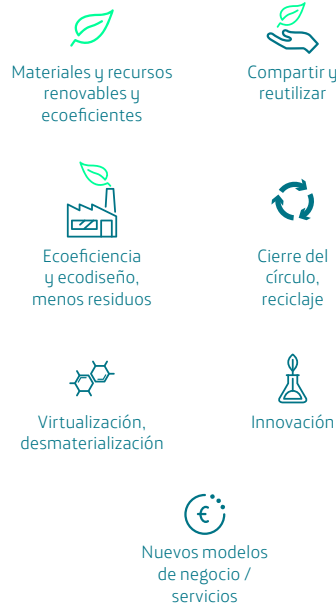 Materiales y recursos
renovables y
ecoeficientes
Compartir y
reutilizar
Ecoeficiencia
y ecodiseño,
menos residuos
Cierre del
círculo,
reciclaje
Virtualización,
desmaterialización
Innovación
€
Nuevos modelos
de negocio /
servicios